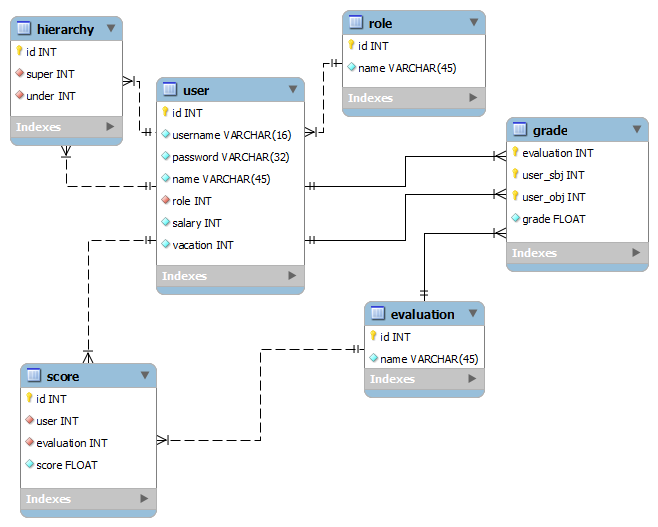 hierarchy
id INT
super INT
under INT
Indexes
role
id INT
name VARCHAR(45)
Indexes
user
id INT
username VARCHAR(16)
password VARCHAR(32)
name VARCHAR(45)
role INT
salary INT
vacation INT
Indexes
grade
evaluation INT
user_sbj INT
user_obj INT
grade FLOAT
Indexes
evaluation
id INT
name VARCHAR(45)
Indexes
score
id INT
user INT
evaluation INT
score FLOAT
Indexes